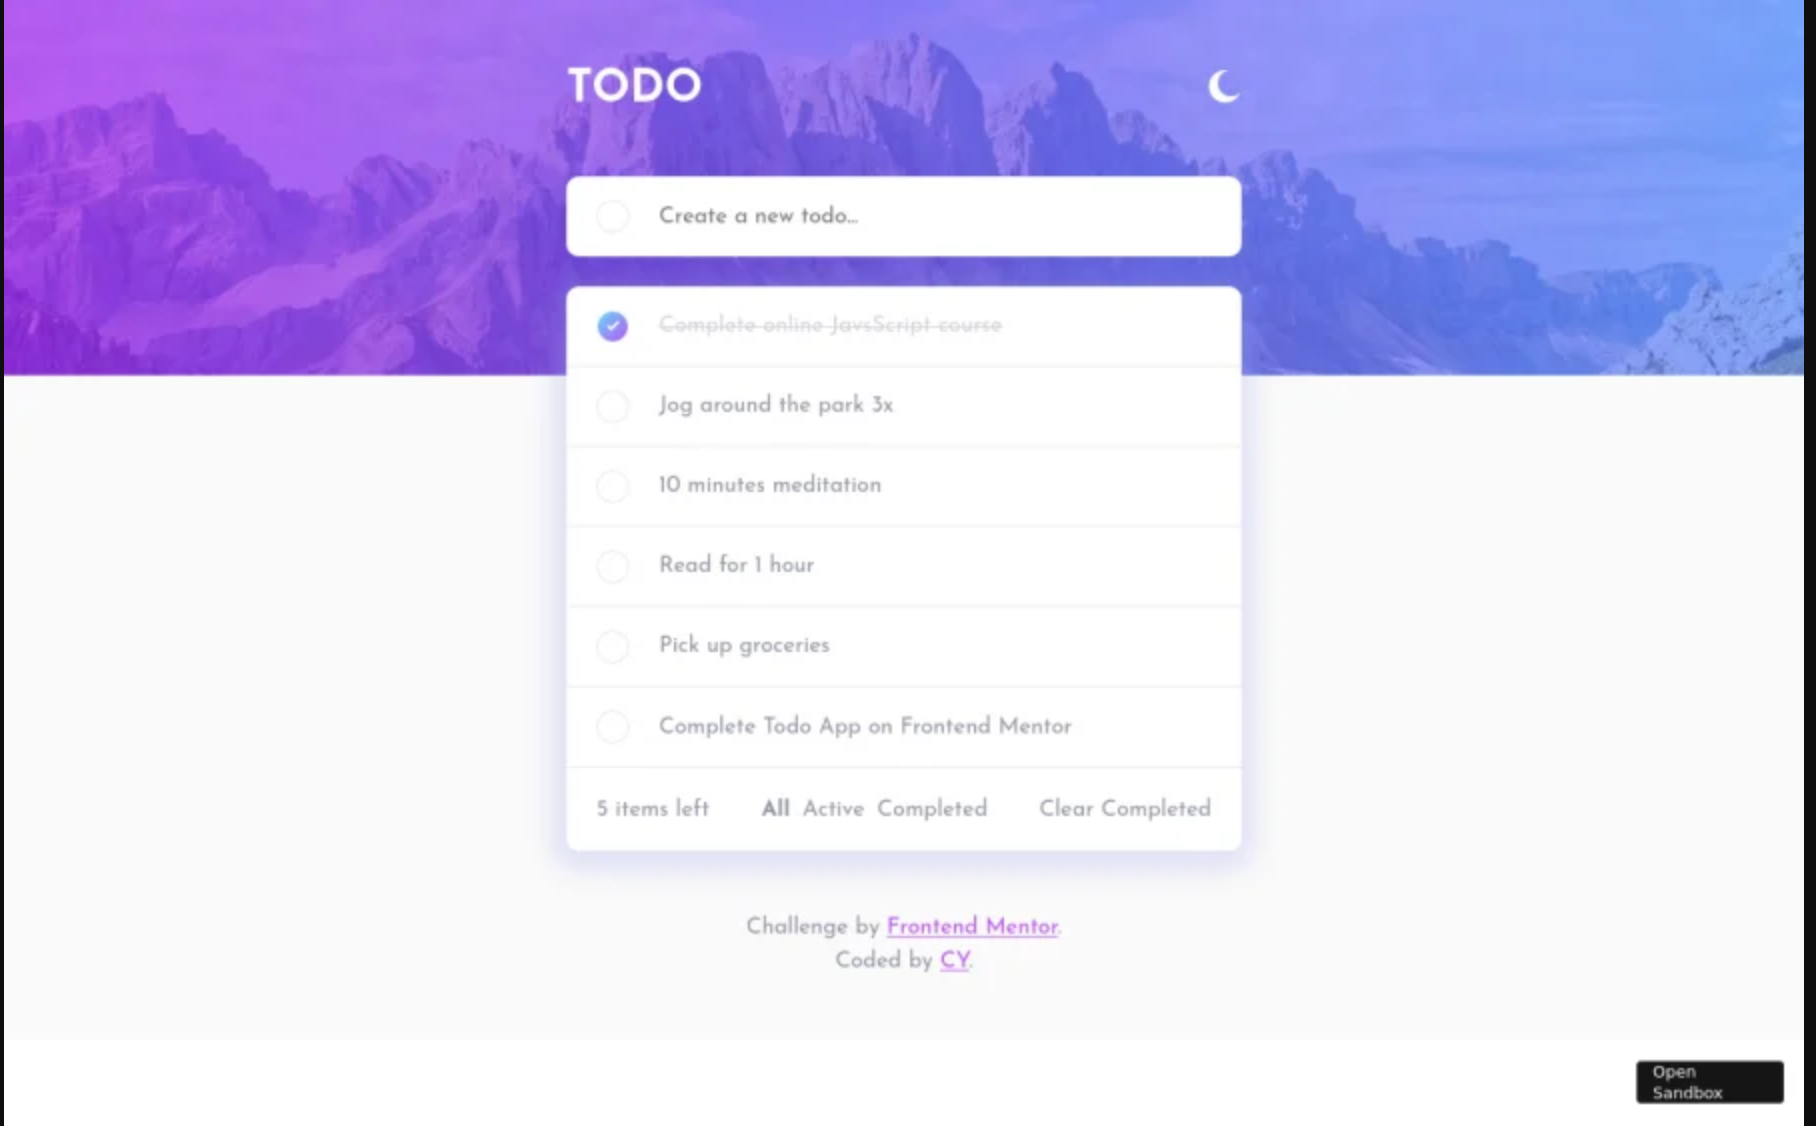 TODO
Create a new todo...
Complete online JavsScript course
Jog around the park 3x
10 minutes meditation
Read for 1 hour
Pick up groceries
Complete Todo App on Frontend Mentor
5 items left All Active Completed Clear Completed
Challenge by Frontend Mentor.
Coded by CY.
Open
Sandbox